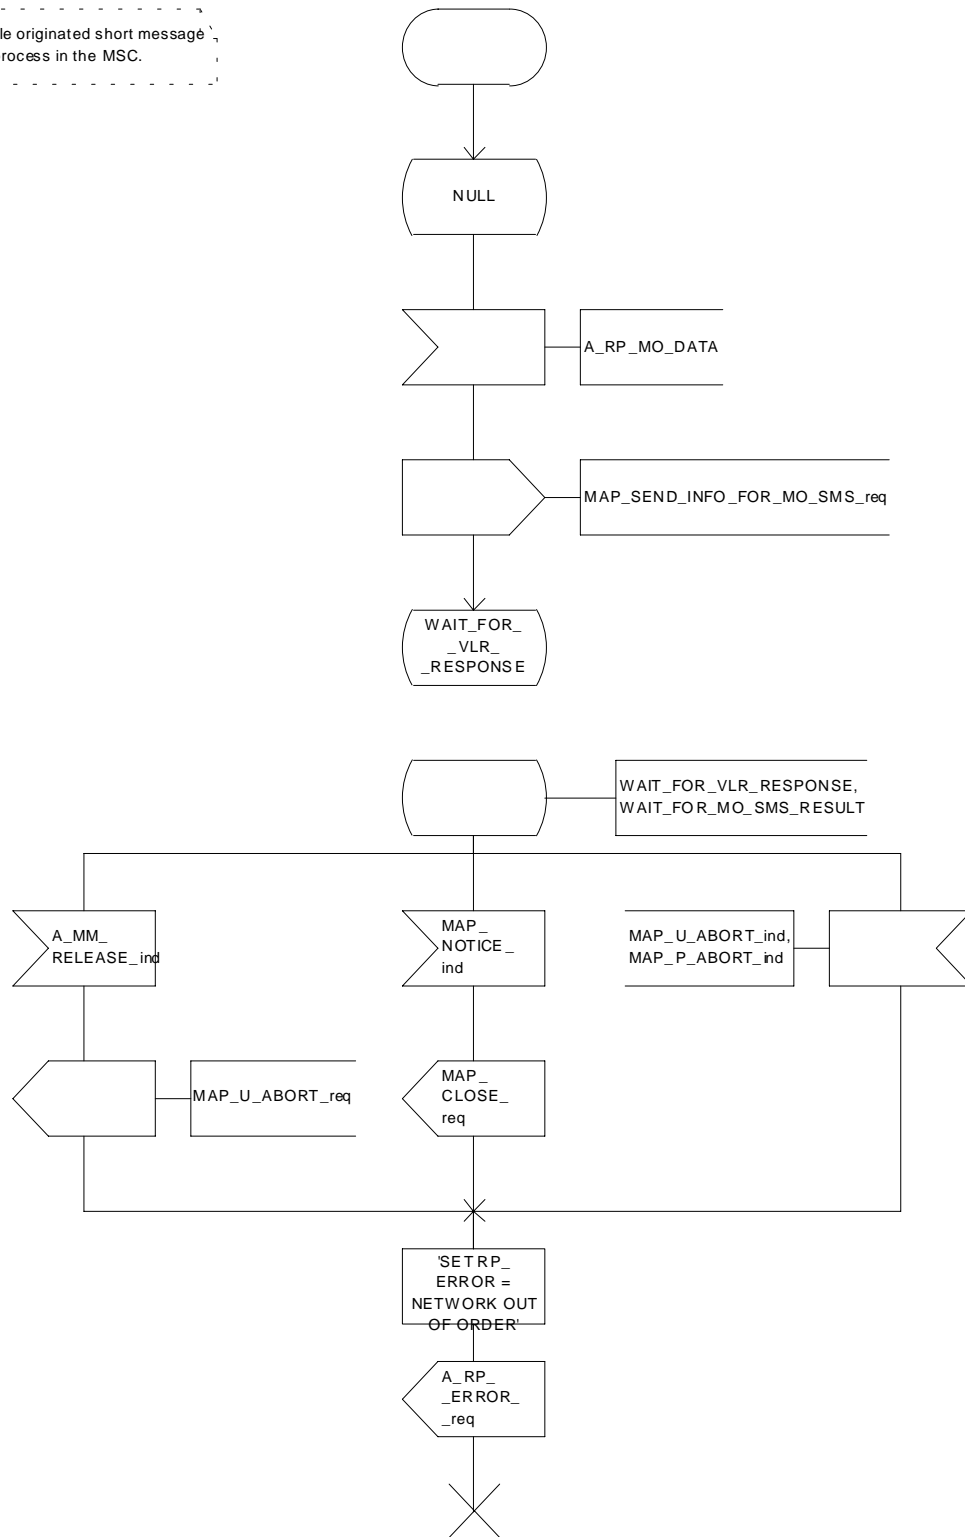 le originated short message
rocess in the MSC.
NULL
A_RP_MO_DATA
MAP_SEND_INFO_FOR_MO_SMS_req
WAIT_FOR_
_VLR_
_RESPONSE
WAIT_FOR_VLR_RESPONSE,
WAIT_FOR_MO_SMS_RESULT
A_MM_
RELEASE_ind
MAP_
NOTICE_
ind
MAP_U_ABORT_ind,
MAP_P_ABORT_ind
MAP_U_ABORT_req
MAP_
CLOSE_
req
'SET RP_
ERROR =
NETWORK OUT
OF ORDER'
A_RP_
_ERROR_
_req